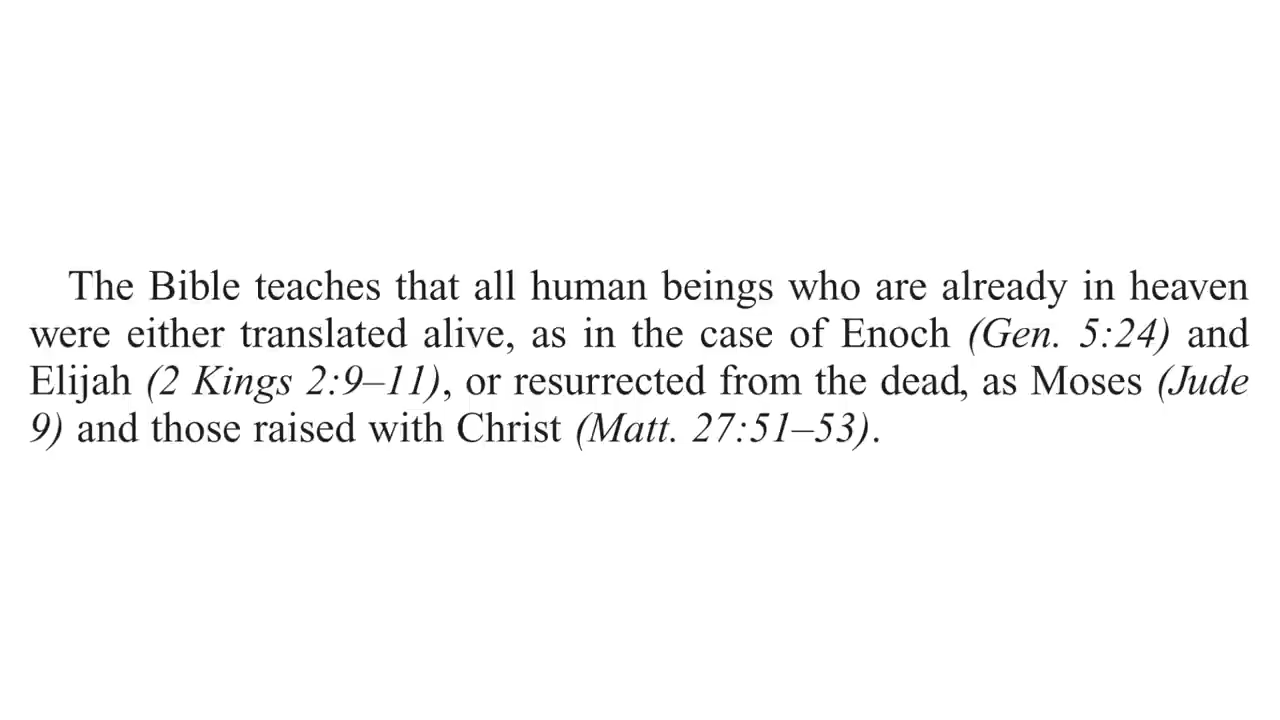 The Bible teaches that all human beings who are already in heaven
were either translated alive, as in the case of Enoch (Gen. 5:24) and
Elijah (2 Kings 2:9–11), or resurrected from the dead, as Moses (Jude
9) and those raised with Christ (Matt. 27:51–53).